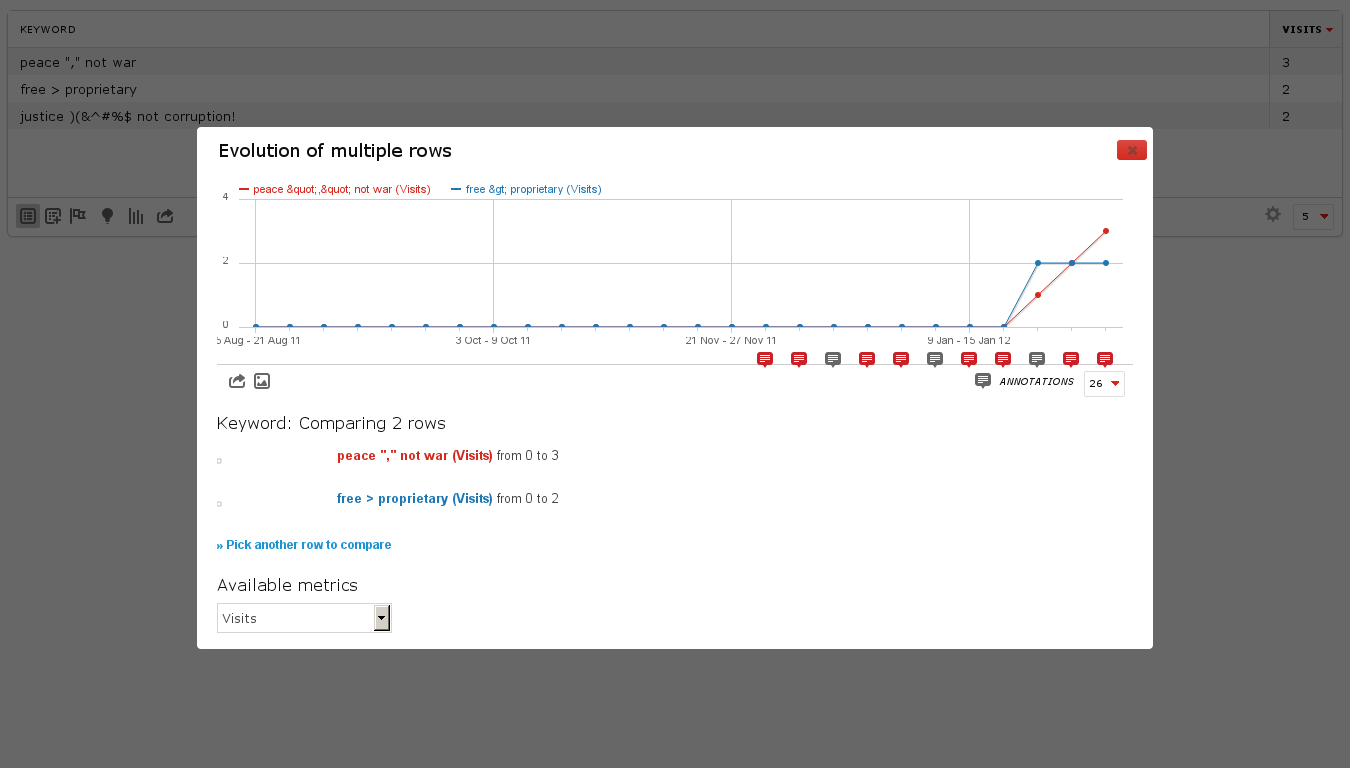 KEYWORD VISITS
peace "," not war 3
free > proprietary 2
justice )(&^#%$ not corruption! 2
Evolution of multiple rows
peace &quot;,&quot; not war (Visits) free &gt; proprietary (Visits)
4
2
0
5 Aug - 21 Aug 11 3 Oct - 9 Oct 11 21 Nov - 27 Nov 11 9 Jan - 15 Jan 12
ANNOTATIONS 26
5
Keyword: Comparing 2 rows
peace "," not war (Visits) from 0 to 3
free > proprietary (Visits) from 0 to 2
» Pick another row to compare
Available metrics
Visits